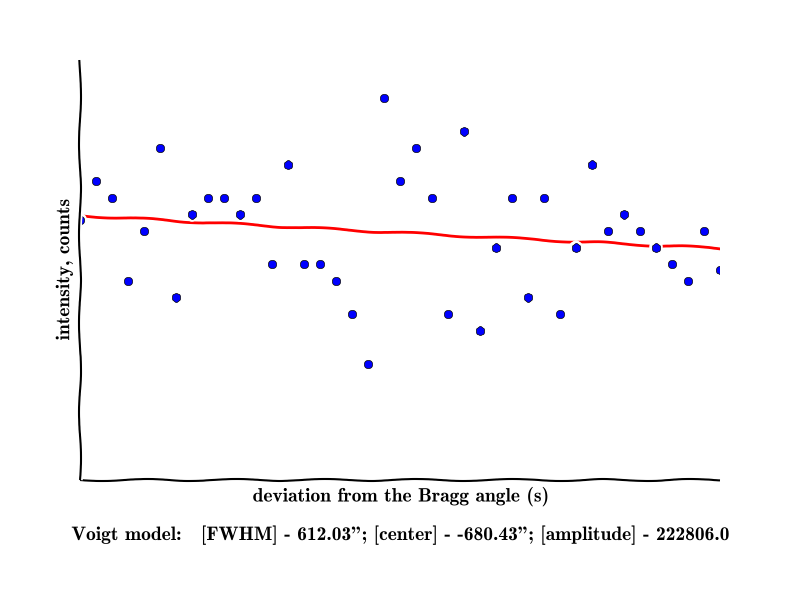 intensity, counts
deviation from the Bragg angle (s)
Voigt model: [FWHM] - 612.03”; [center] - -680.43”; [amplitude] - 222806.0